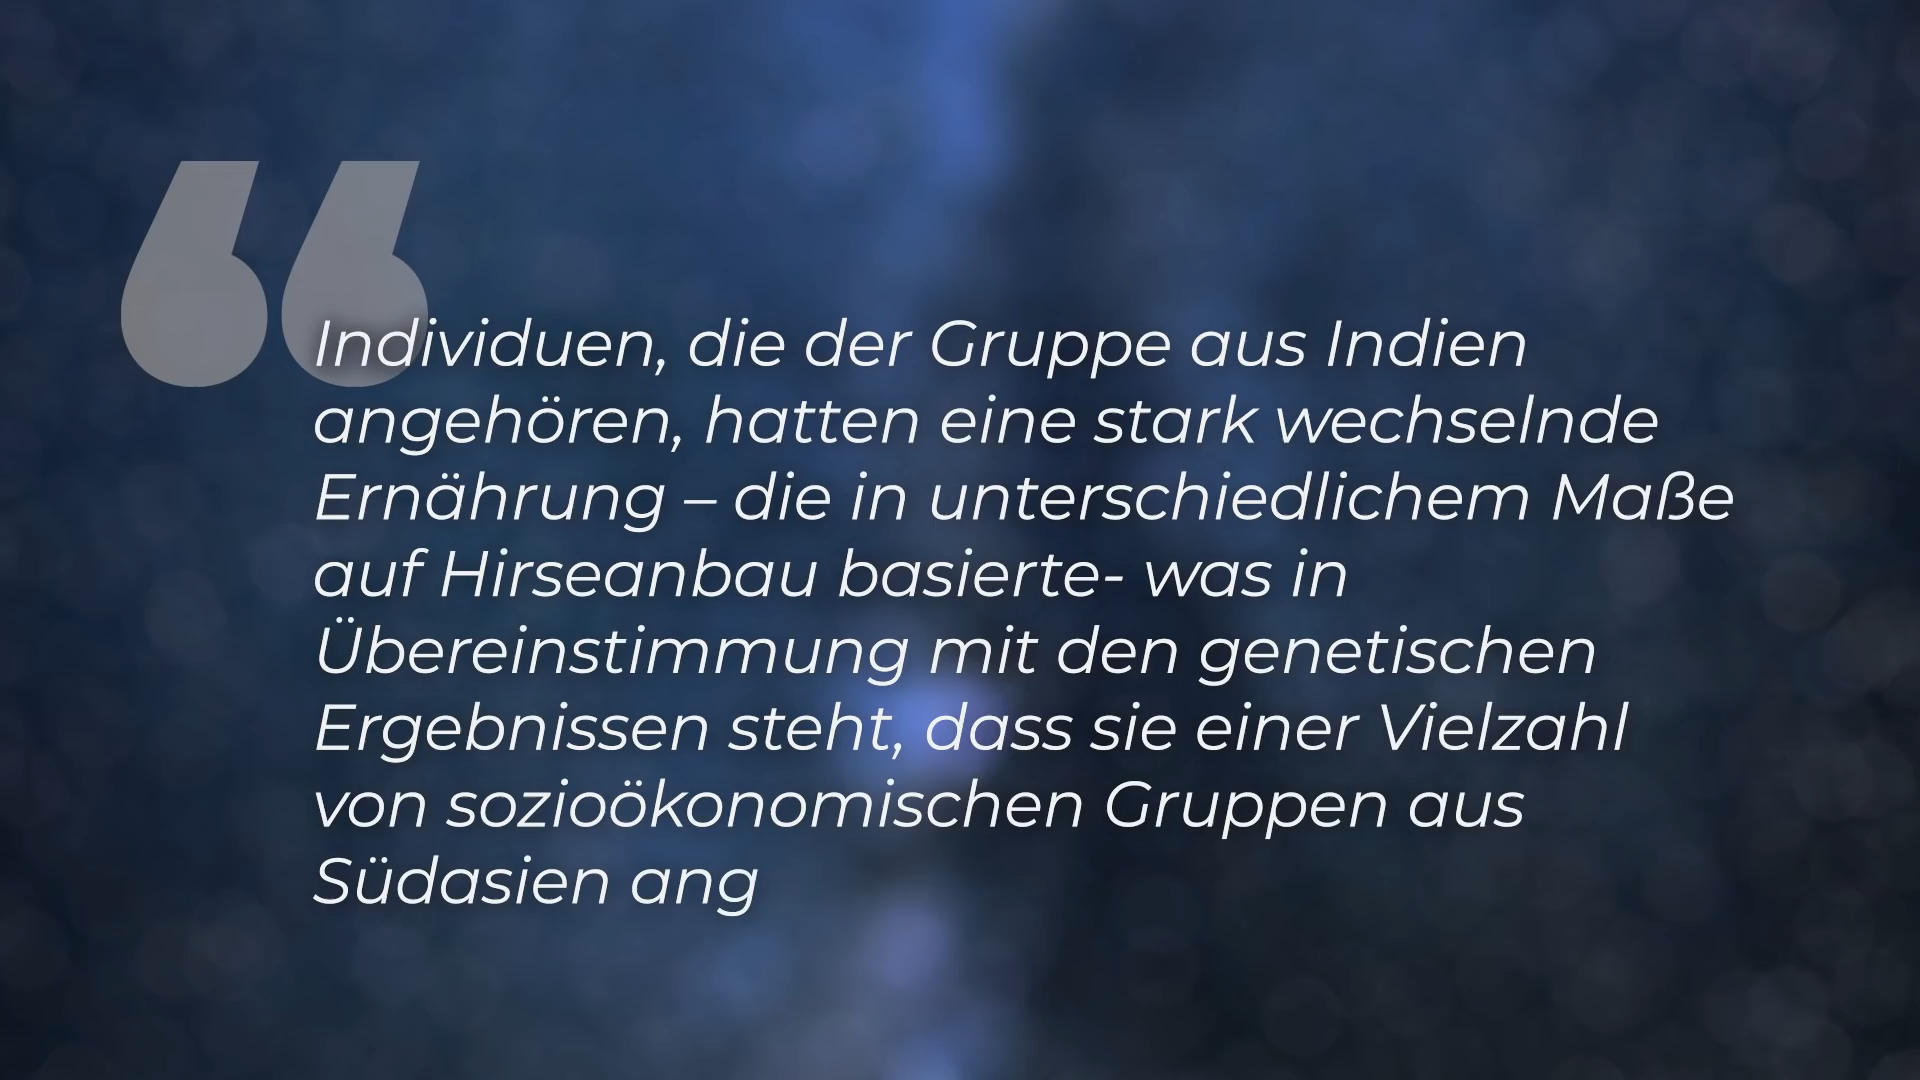 Individuen, die der Gruppe aus Indien
angehören, hatten eine stark wechselnde
Ernährung – die in unterschiedlichem Maße
auf Hirseanbau basierte- was in
Übereinstimmung mit den genetischen
Ergebnissen steht, dass sie einer Vielzahl
von sozioökonomischen Gruppen aus
Südasien ang